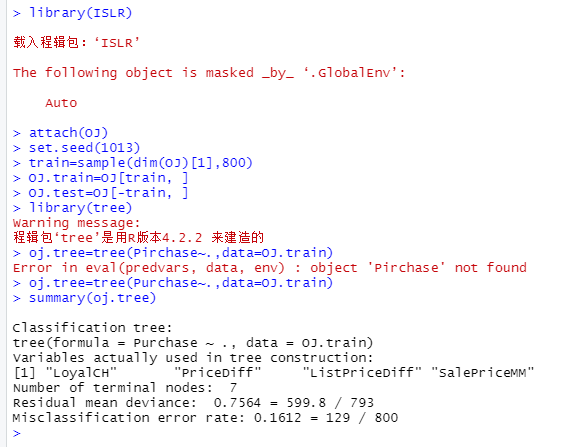 > library(ISLR)
载入程辑包：‘ISLR’
The following object is masked _by_ ‘.GlobalEnv’:
Auto
> attach(OJ)
> set.seed(1013)
> train=sample(dim(OJ)[1],800)
> OJ.train=OJ[train, ]
> OJ.test=OJ[-train, ]
> library(tree)
Warning message:
程辑包‘tree’是用R版本4.2.2 来建造的
> oj.tree=tree(Pirchase~.,data=OJ.train)
Error in eval(predvars, data, env) : object 'Pirchase' not found
> oj.tree=tree(Purchase~.,data=OJ.train)
> summary(oj.tree)
Classification tree:
tree(formula = Purchase ~ ., data = OJ.train)
Variables actually used in tree construction:
[1] "LoyalCH" "PriceDiff" "ListPriceDiff" "SalePriceMM"
Number of terminal nodes: 7
Residual mean deviance: 0.7564 = 599.8 / 793
Misclassification error rate: 0.1612 = 129 / 800
>